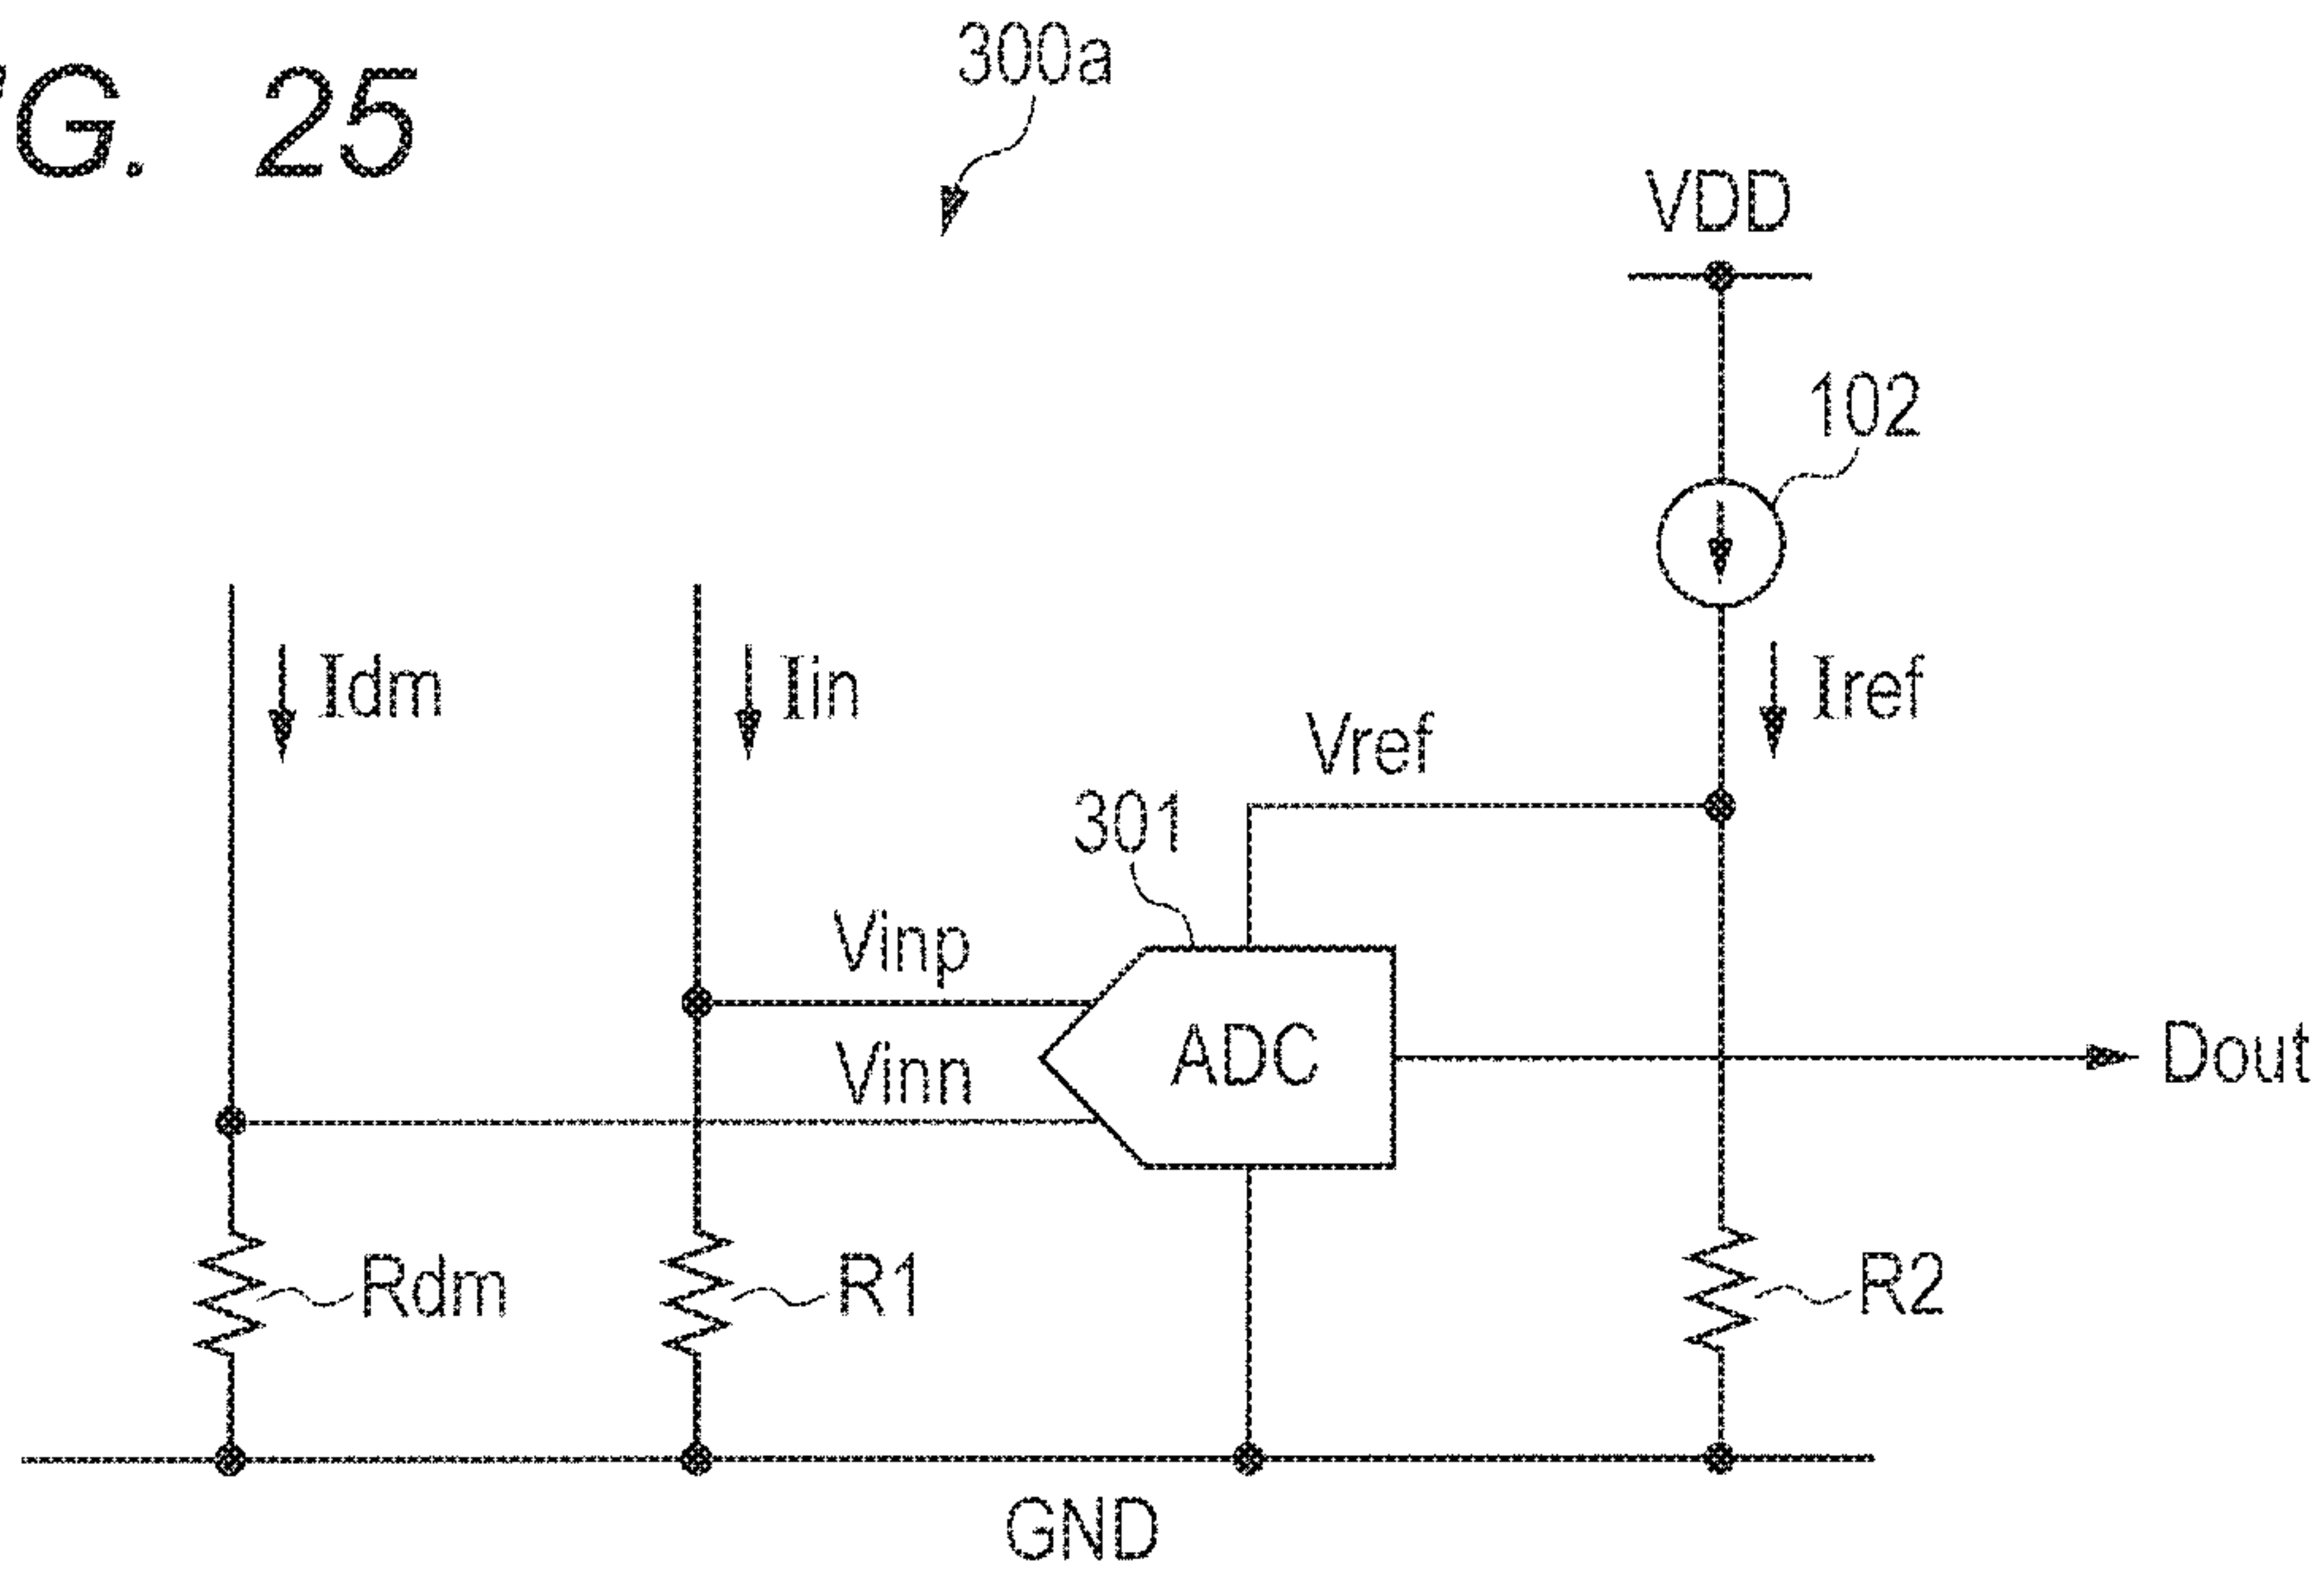 G. 25
300a
VDD
102
Idm
Iin
Iref
Vref
301
Vinp
Vinn
ADC
Dout
Rdm
R1
R2
GND